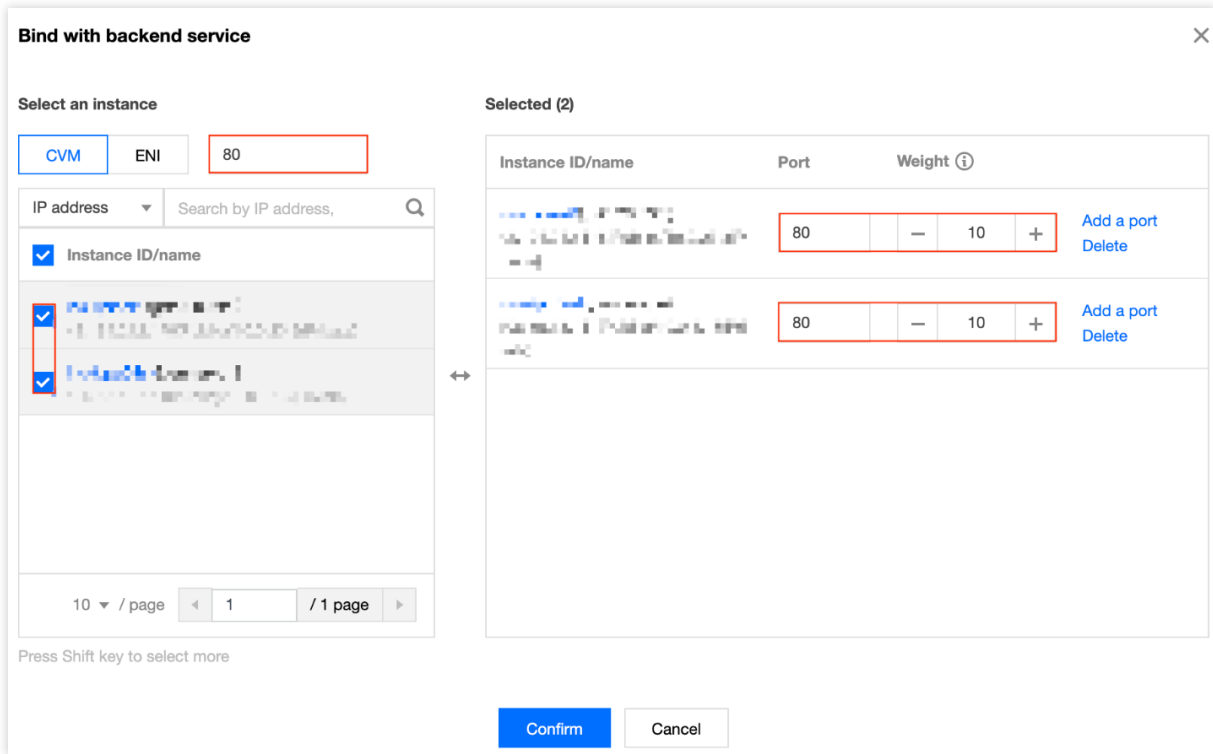 Bind with backend service
Select an instance
CVM ENI 80
IP address Search by IP address,
Instance ID/name
10 / page 1 / 1 page
Press Shift key to select more
Selected (2)
Instance ID/name Port Weight
80 10 Add a port
Delete
80 10 Add a port
Delete
Confirm Cancel